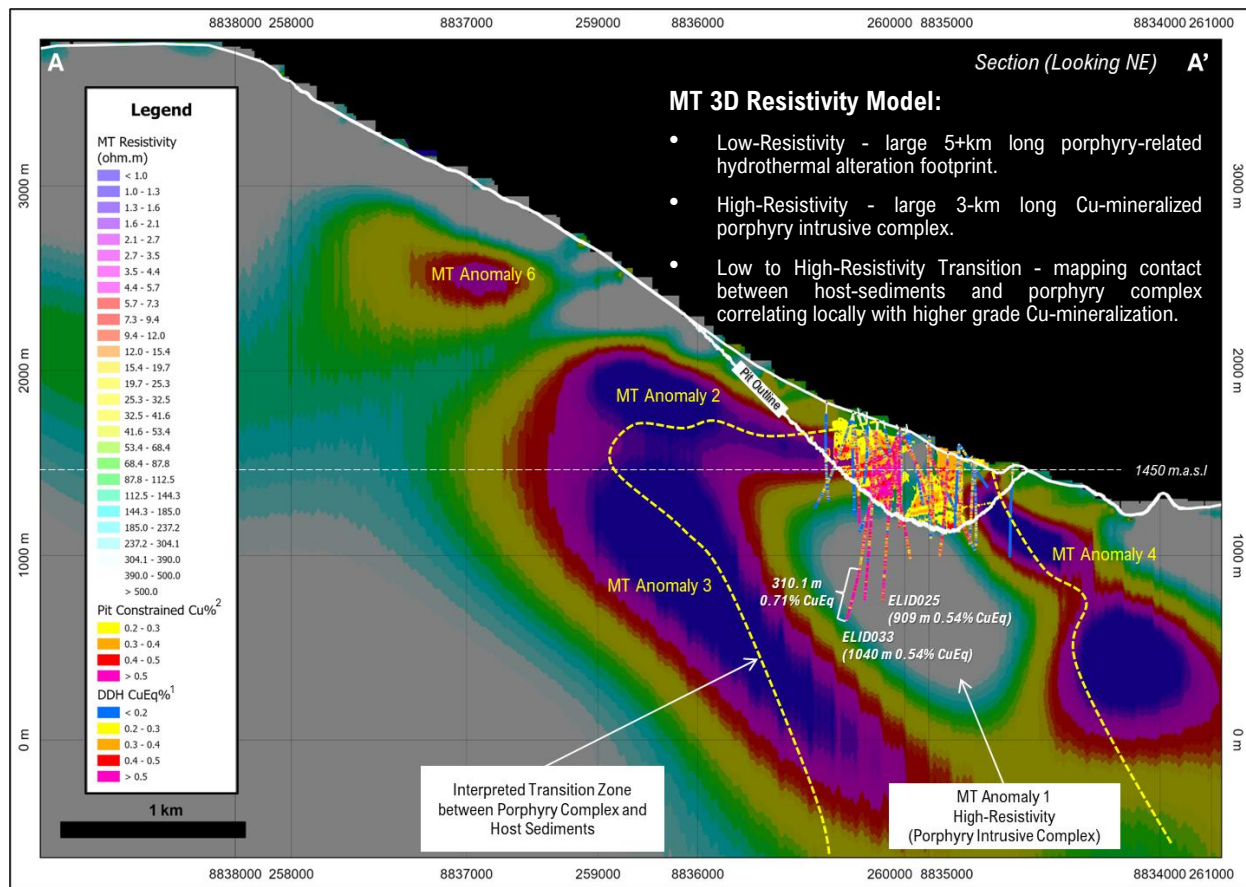 8838000 258000 8837000 259000 8836000 260000 8835000 8834000 261000
A
Section (Looking NE) A'
MT 3D Resistivity Model:
• Low-Resistivity - large 5+km long porphyry-related
hydrothermal alteration footprint.
• High-Resistivity - large 3-km long Cu-mineralized
porphyry intrusive complex.
• Low to High-Resistivity Transition - mapping contact
between host-sediments and porphyry complex
correlating locally with higher grade Cu-mineralization.
Legend
MT Resistivity
(ohm.m)
< 1.0
1.0 - 1.3
1.3 - 1.6
1.6 - 2.1
2.1 - 2.7
2.7 - 3.5
3.5 - 4.4
4.4 - 5.7
5.7 - 7.3
7.3 - 9.4
9.4 - 12.0
12.0 - 15.4
15.4 - 19.7
19.7 - 25.3
25.3 - 32.5
32.5 - 41.6
41.6 - 53.4
53.4 - 68.4
68.4 - 87.8
87.8 - 112.5
112.5 - 144.3
144.3 - 185.0
185.0 - 237.2
237.2 - 304.1
304.1 - 390.0
390.0 - 500.0
> 500.0
Pit Constrained Cu%2
0.2 - 0.3
0.3 - 0.4
0.4 - 0.5
> 0.5
DDH CuEq%1
< 0.2
0.2 - 0.3
0.3 - 0.4
0.4 - 0.5
> 0.5
1 km
3000 m
2000 m
1000 m
0 m
3000 m
2000 m
1000 m
0 m
MT Anomaly 6
MT Anomaly 2
Pit Outline
1450 m.a.s.l
MT Anomaly 4
MT Anomaly 3
310.1 m
0.71% CuEq
ELID025
(909 m 0.54% CuEq)
ELID033
(1040 m 0.54% CuEq)
Interpreted Transition Zone
between Porphyry Complex and
Host Sediments
MT Anomaly 1
High-Resistivity
(Porphyry Intrusive Complex)
8838000 258000 8837000 259000 8836000 260000 8835000 8834000 261000